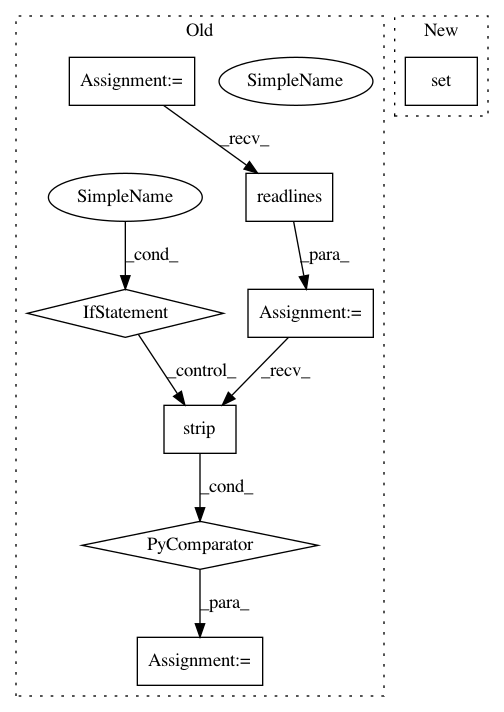 Old
New
Assignment:=
SimpleName
set
_recv_
SimpleName
readlines
_cond_
_para_
IfStatement
Assignment:=
_control_
_recv_
strip
_cond_
PyComparator
_para_
Assignment:=